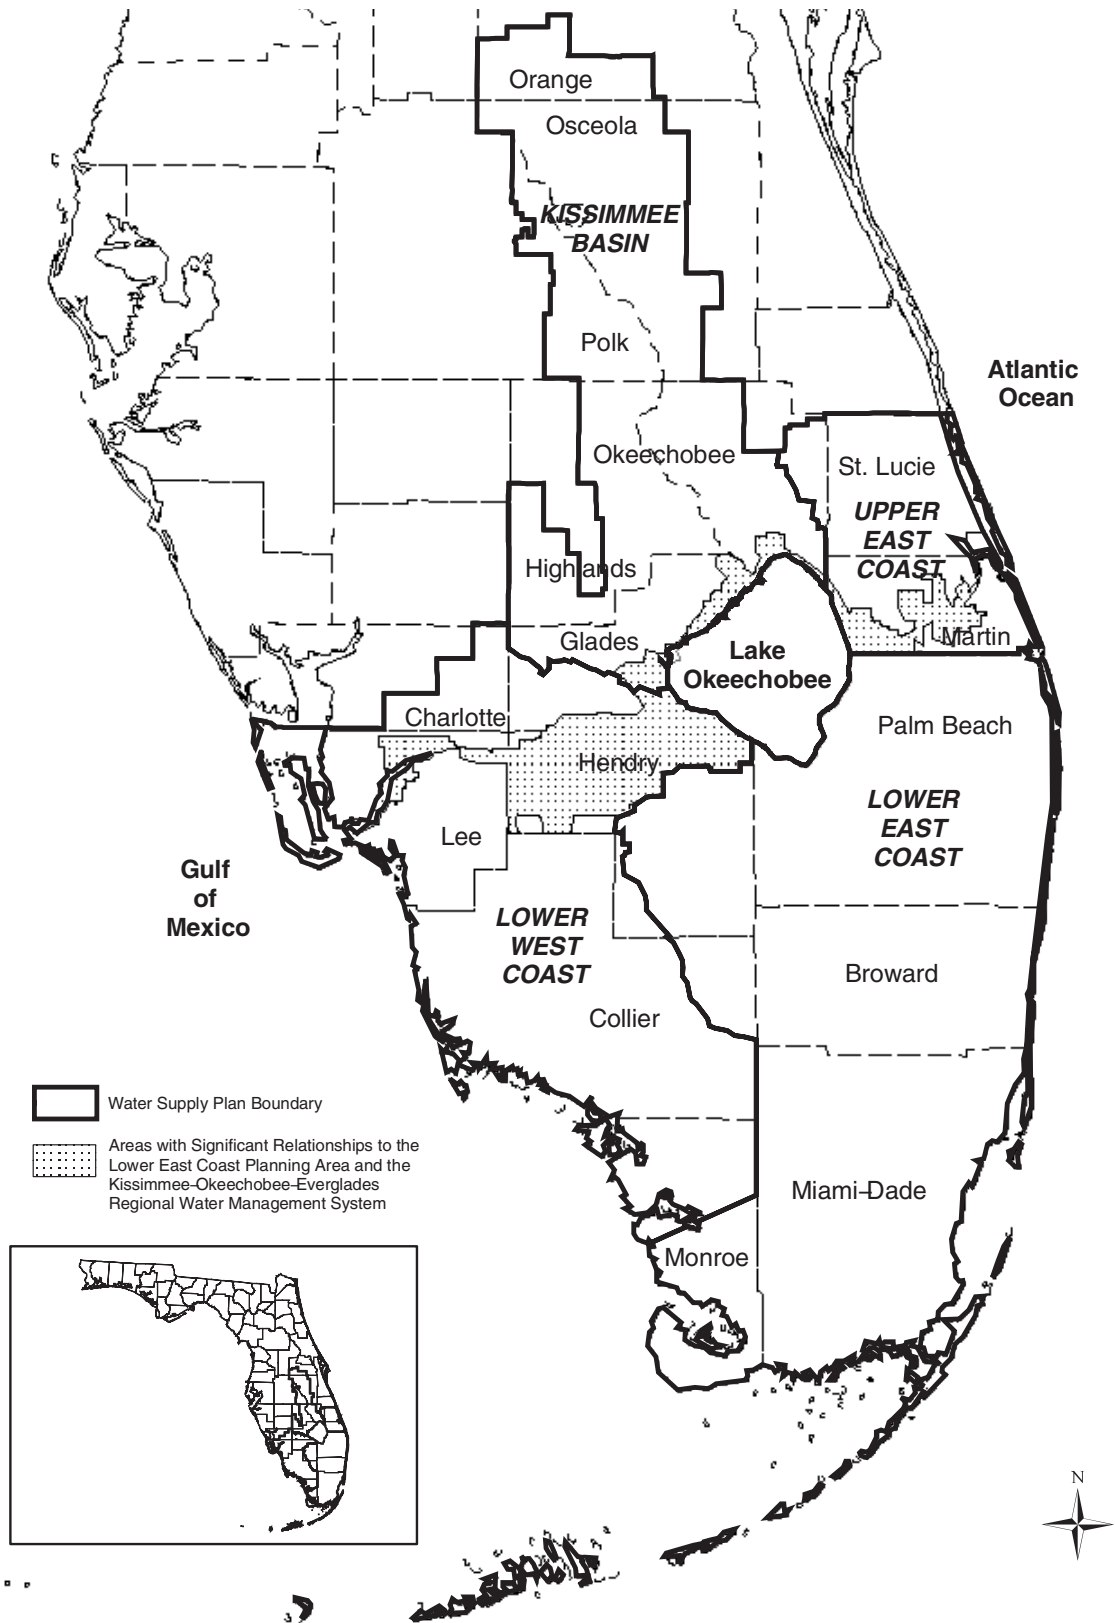 Orange
Osceola
KISSIMMEE
BASIN
Polk
Atlantic
Ocean
Okeechobee
St. Lucie
UPPER
EAST
COAST
Highlands
Martin
Glades
Lake
Okeechobee
Charlotte
Palm Beach
Hendry
LOWER
EAST
COAST
Lee
Gulf
of
Mexico
LOWER
WEST
COAST
Broward
Collier
Water Supply Plan Boundary
Areas with Significant Relationships to the
Lower East Coast Planning Area and the
Kissimmee–Okeechobee–Everglades
Regional Water Management System
Miami–Dade
Monroe
N